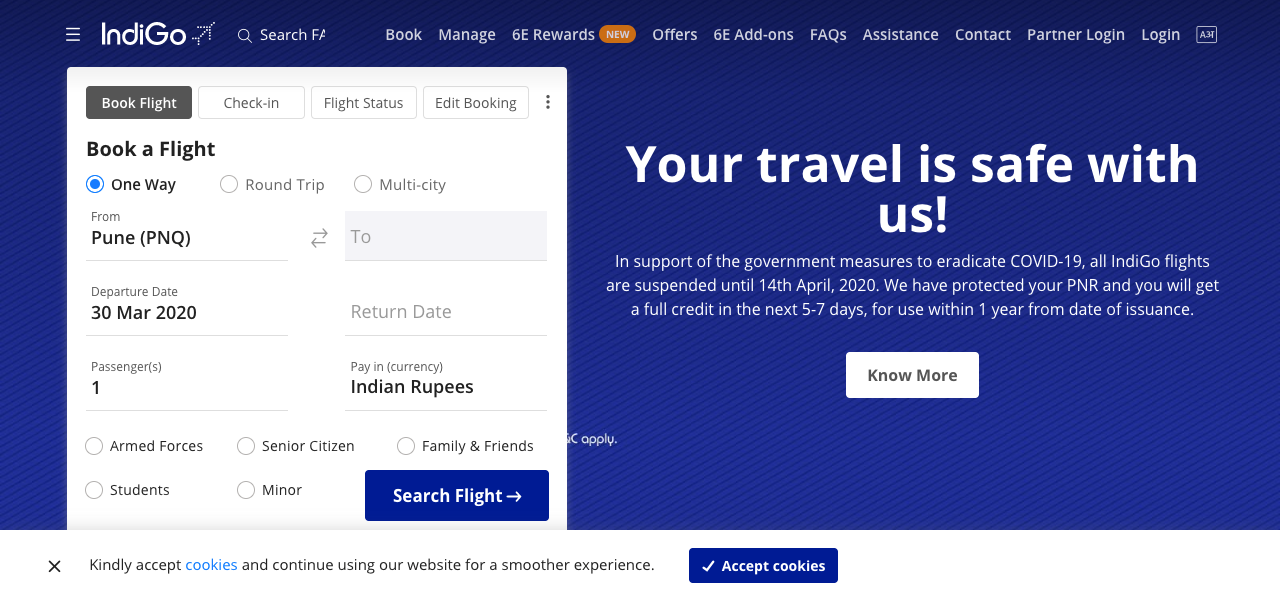 IndiGo
Search FA
Book Manage 6E Rewards NEW Offers 6E Add-ons FAQs Assistance Contact Partner Login Login
Book Flight Check-in Flight Status Edit Booking
Book a Flight
One Way Round Trip Multi-city
From
Pune (PNQ) To
Departure Date
30 Mar 2020 Return Date
Passenger(s) Pay in (currency)
1 Indian Rupees
Armed Forces Senior Citizen Family & Friends
Students Minor
Search Flight
Your travel is safe with
us!
In support of the government measures to eradicate COVID-19, all IndiGo flights
are suspended until 14th April, 2020. We have protected your PNR and you will get
a full credit in the next 5-7 days, for use within 1 year from date of issuance.
Know More
apply.
Kindly accept cookies and continue using our website for a smoother experience.
Accept cookies